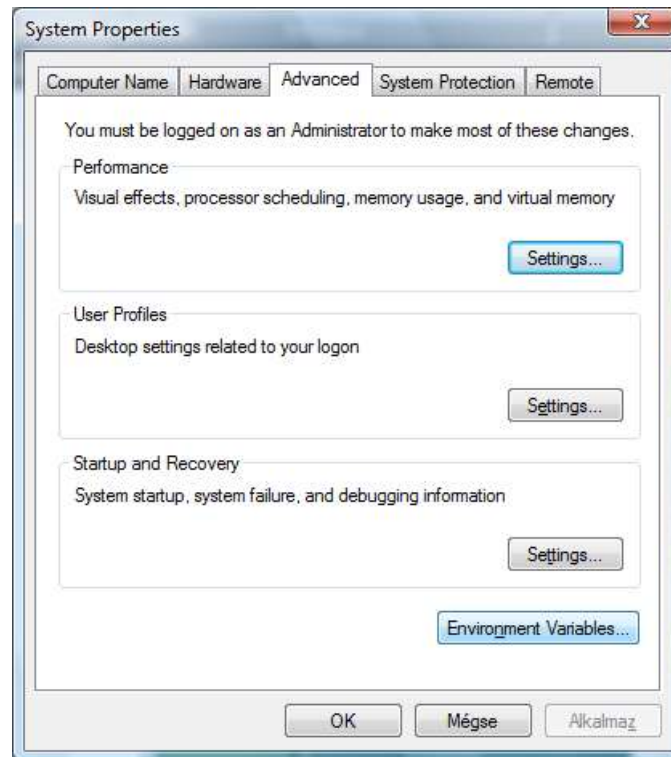 System Properties
Computer Name Hardware Advanced System Protection Remote
You must be logged on as an Administrator to make most of these changes.
Performance
Visual effects, processor scheduling, memory usage, and virtual memory
Settings...
User Profiles
Desktop settings related to your logon
Settings...
Startup and Recovery
System startup, system failure, and debugging information
Settings...
Environment Variables...
OK Mégse Alkalmaz